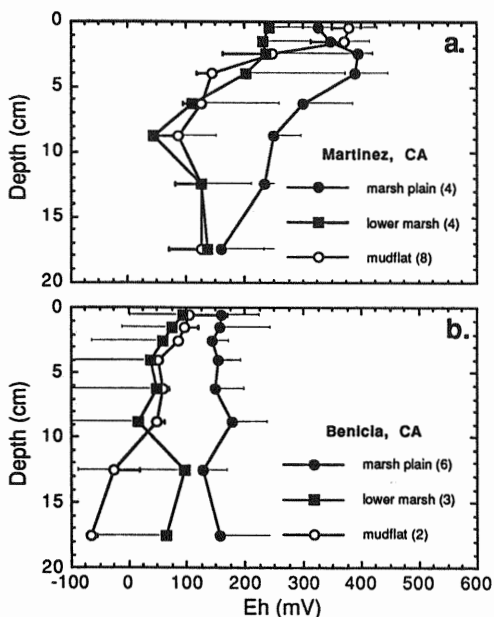 0
5
10
15
20
Depth (cm)
a.
Martinez, CA
marsh plain (4)
lower marsh (4)
mudflat (8)
0
5
10
15
20
Depth (cm)
b.
Benicia, CA
marsh plain (6)
lower marsh (3)
mudflat (2)
-100 0 100 200 300 400 500 600
Eh (mV)